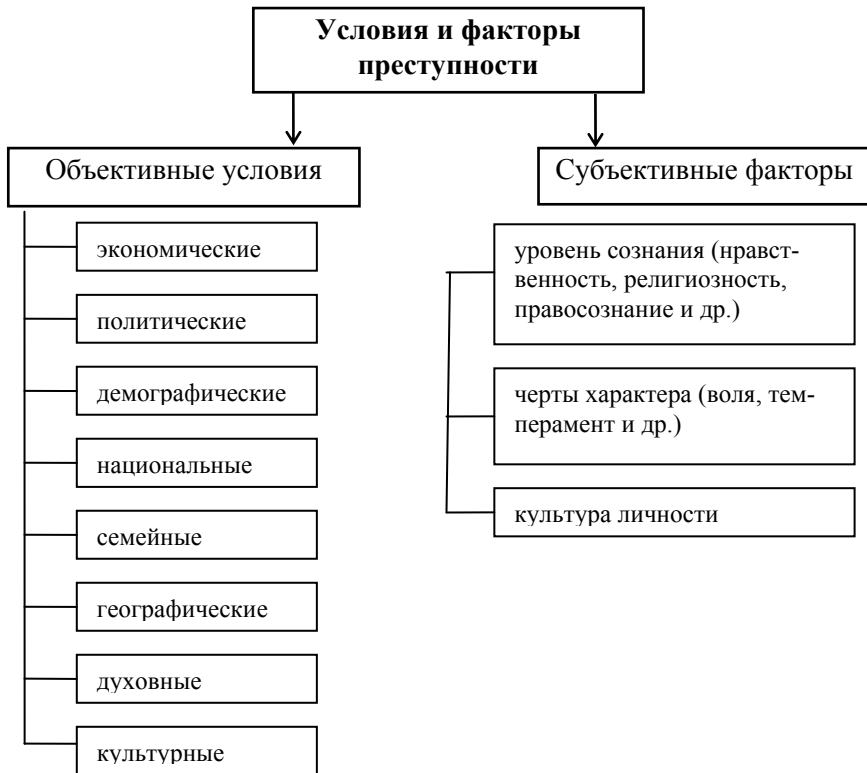 Условия и факторы
преступности
Объективные условия
экономические
политические
демографические
национальные
семейные
географические
духовные
культурные
Субъективные факторы
уровень сознания (нравст-
венность, религиозность,
правосознание и др.)
черты характера (воля, тем-
перамент и др.)
культура личности